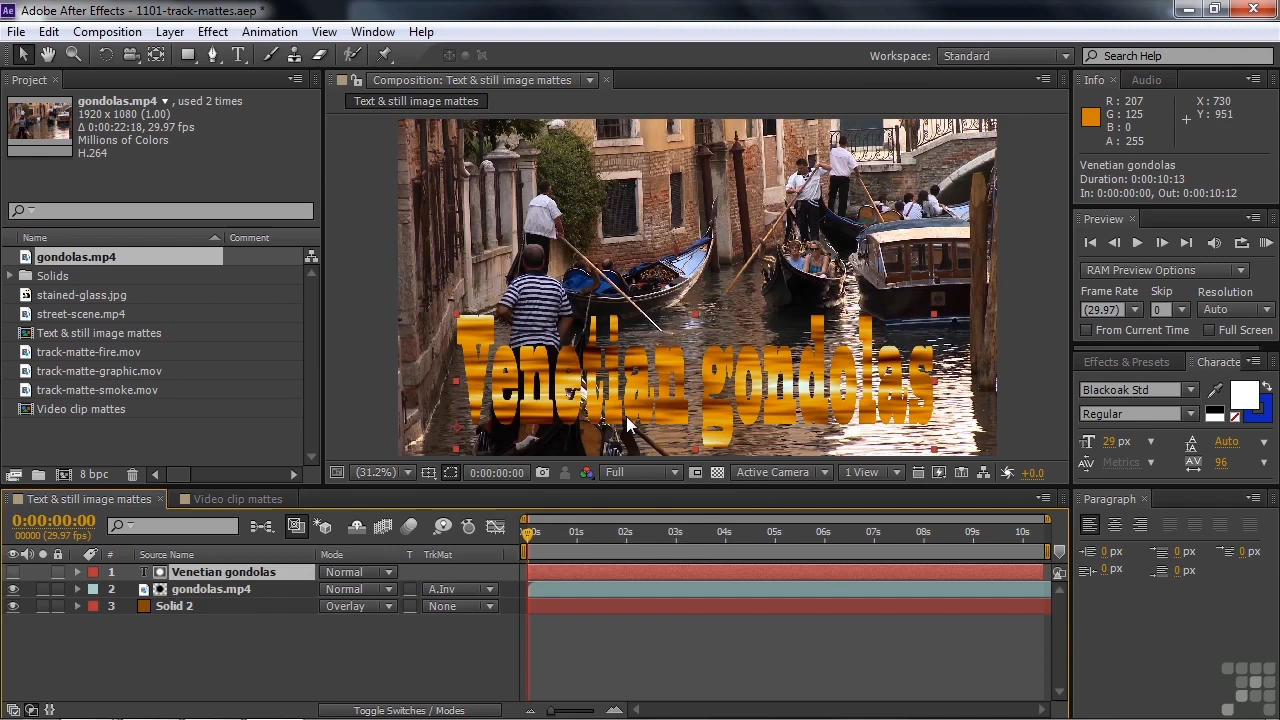 Ae Adobe After Effects - 1101-track-mattes.aep *
File Edit Composition Layer Effect Animation View Window Help
Workspace: Standard Search Help
Project
gondolas.mp4 , used 2 times
1920 x 1080 (1.00)
Δ 0:00:22:18, 29.97 fps
Millions of Colors
H.264
Name Comment
gondolas.mp4
Solids
stained-glass.jpg
street-scene.mp4
Text & still image mattes
track-matte-fire.mov
track-matte-graphic.mov
track-matte-smoke.mov
Video clip mattes
8 bpc
Composition: Text & still image mattes
Text & still image mattes
Venetian gondolas
(31.2%) 0:00:00:00 Full Active Camera 1 View +0.0
Info Audio
R : 207 X : 730
G : 125 Y : 951
B : 0
A : 255
Venetian gondolas
Duration: 0:00:10:13
In: 0:00:00:00, Out: 0:00:10:12
Preview
RAM Preview Options
Frame Rate Skip Resolution
(29.97) 0 Auto
From Current Time Full Screen
Effects & Presets Characte
Blackoak Std
Regular
29 px Auto
Metrics 96
Paragraph
0 px 0 px 0 px
0 px 0 px
Text & still image mattes Video clip mattes
0:00:00:00
00000 (29.97 fps)
:00s 01s 02s 03s 04s 05s 06s 07s 08s 09s 10s
# Source Name Mode T TrkMat
1 T Venetian gondolas Normal
2 gondolas.mp4 Normal A.Inv
3 Solid 2 Overlay None
Toggle Switches / Modes